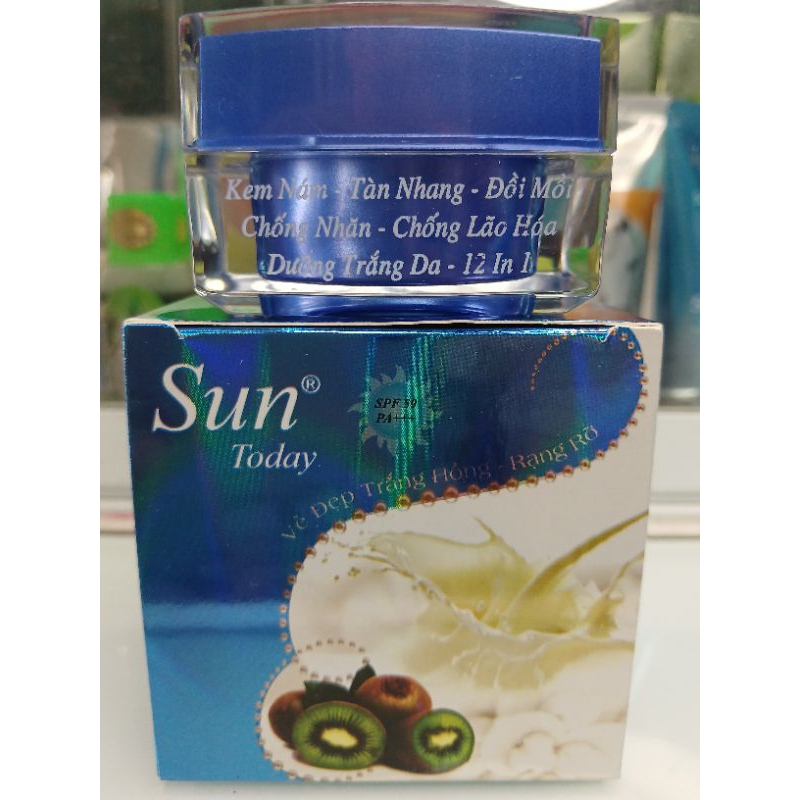 Kem Nám - Tàn Nhang - Đồi Mồi
Chống Nhăn - Chống Lão Hóa
Dưỡng Trắng Da - 12 In 1
Sun®
Today
SPF 50
PA+++
Vẽ Đẹp Trắng Hồng - Rạng Rỡ